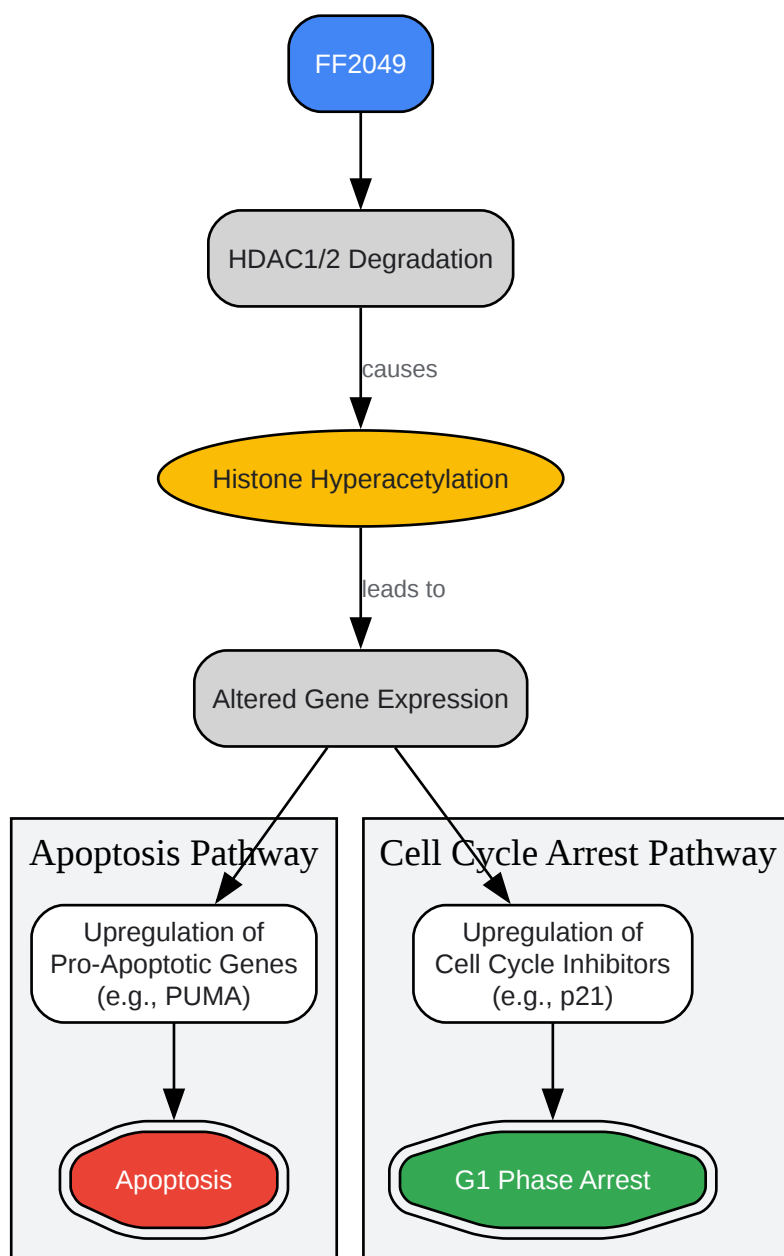 FF2049
HDAC1/2 Degradation
causes
Histone Hyperacetylation
leads to
Altered Gene Expression
Apoptosis Pathway
Upregulation of
Pro-Apoptotic Genes
(e.g., PUMA)
Apoptosis
Cell Cycle Arrest Pathway
Upregulation of
Cell Cycle Inhibitors
(e.g., p21)
G1 Phase Arrest